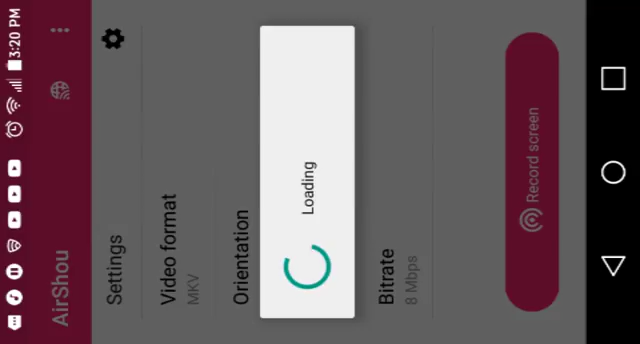 3:20 PM
AirShou
Settings
Video format
MKV
Orientation
Loading
Bitrate
8 Mbps
Record screen